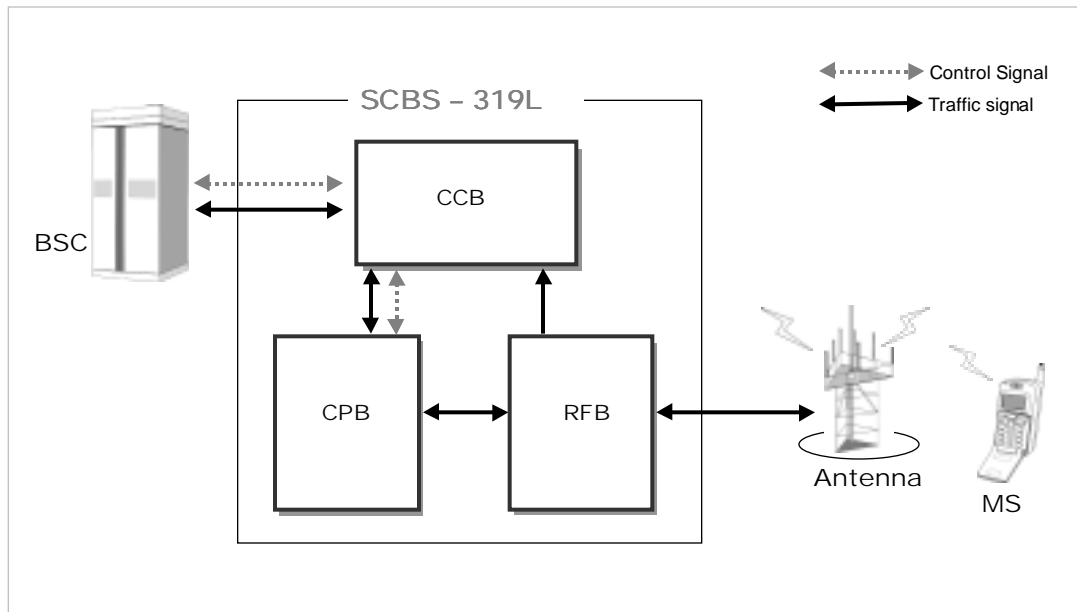 Control Signal
Traffic signal
SCBS – 319L
CCB
BSC
CPB
RFB
Antenna
MS